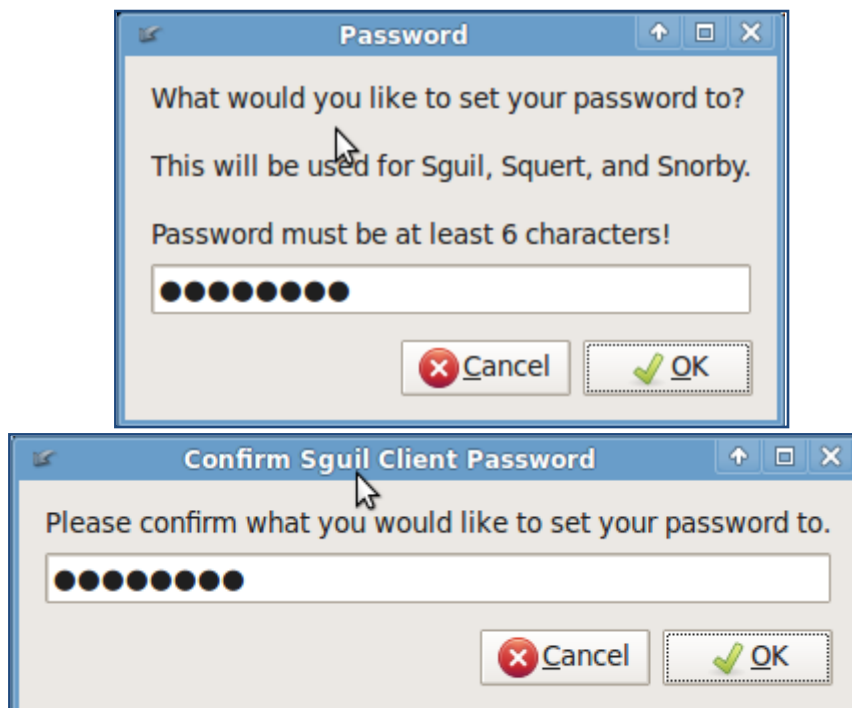 Password
What would you like to set your password to?
This will be used for Sguil, Squert, and Snorby.
Password must be at least 6 characters!
●●●●●●●●
Cancel OK
Confirm Sguil Client Password
Please confirm what you would like to set your password to.
●●●●●●●●
Cancel OK